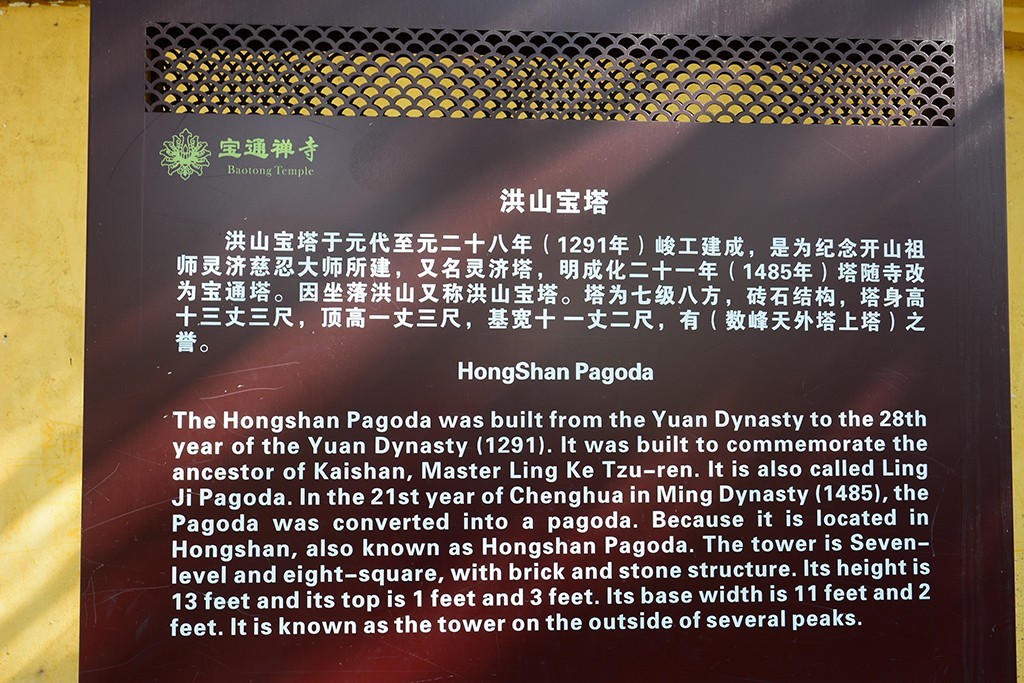 宝通禅寺
Baotong Temple
洪山宝塔
洪山宝塔于元代至元二十八年（1291年）峻工建成，是为纪念开山祖
师灵济慈忍大师所建，又名灵济塔，明成化二十一年（1485年）塔随寺改
为宝通塔。因坐落洪山又称洪山宝塔。塔为七级八方，砖石结构，塔身高
十三丈三尺，顶高一丈三尺，基宽十一丈二尺，有（数峰天外塔上塔）之
誉。
HongShan Pagoda
The Hongshan Pagoda was built from the Yuan Dynasty to the 28th
year of the Yuan Dynasty (1291). It was built to commemorate the
ancestor of Kaishan, Master Ling Ke Tzu-ren. It is also called Ling
Ji Pagoda. In the 21st year of Chenghua in Ming Dynasty (1485), the
Pagoda was converted into a pagoda. Because it is located in
Hongshan, also known as Hongshan Pagoda. The tower is Seven-
level and eight-square, with brick and stone structure. Its height is
13 feet and its top is 1 feet and 3 feet. Its base width is 11 feet and 2
feet. It is known as the tower on the outside of several peaks.